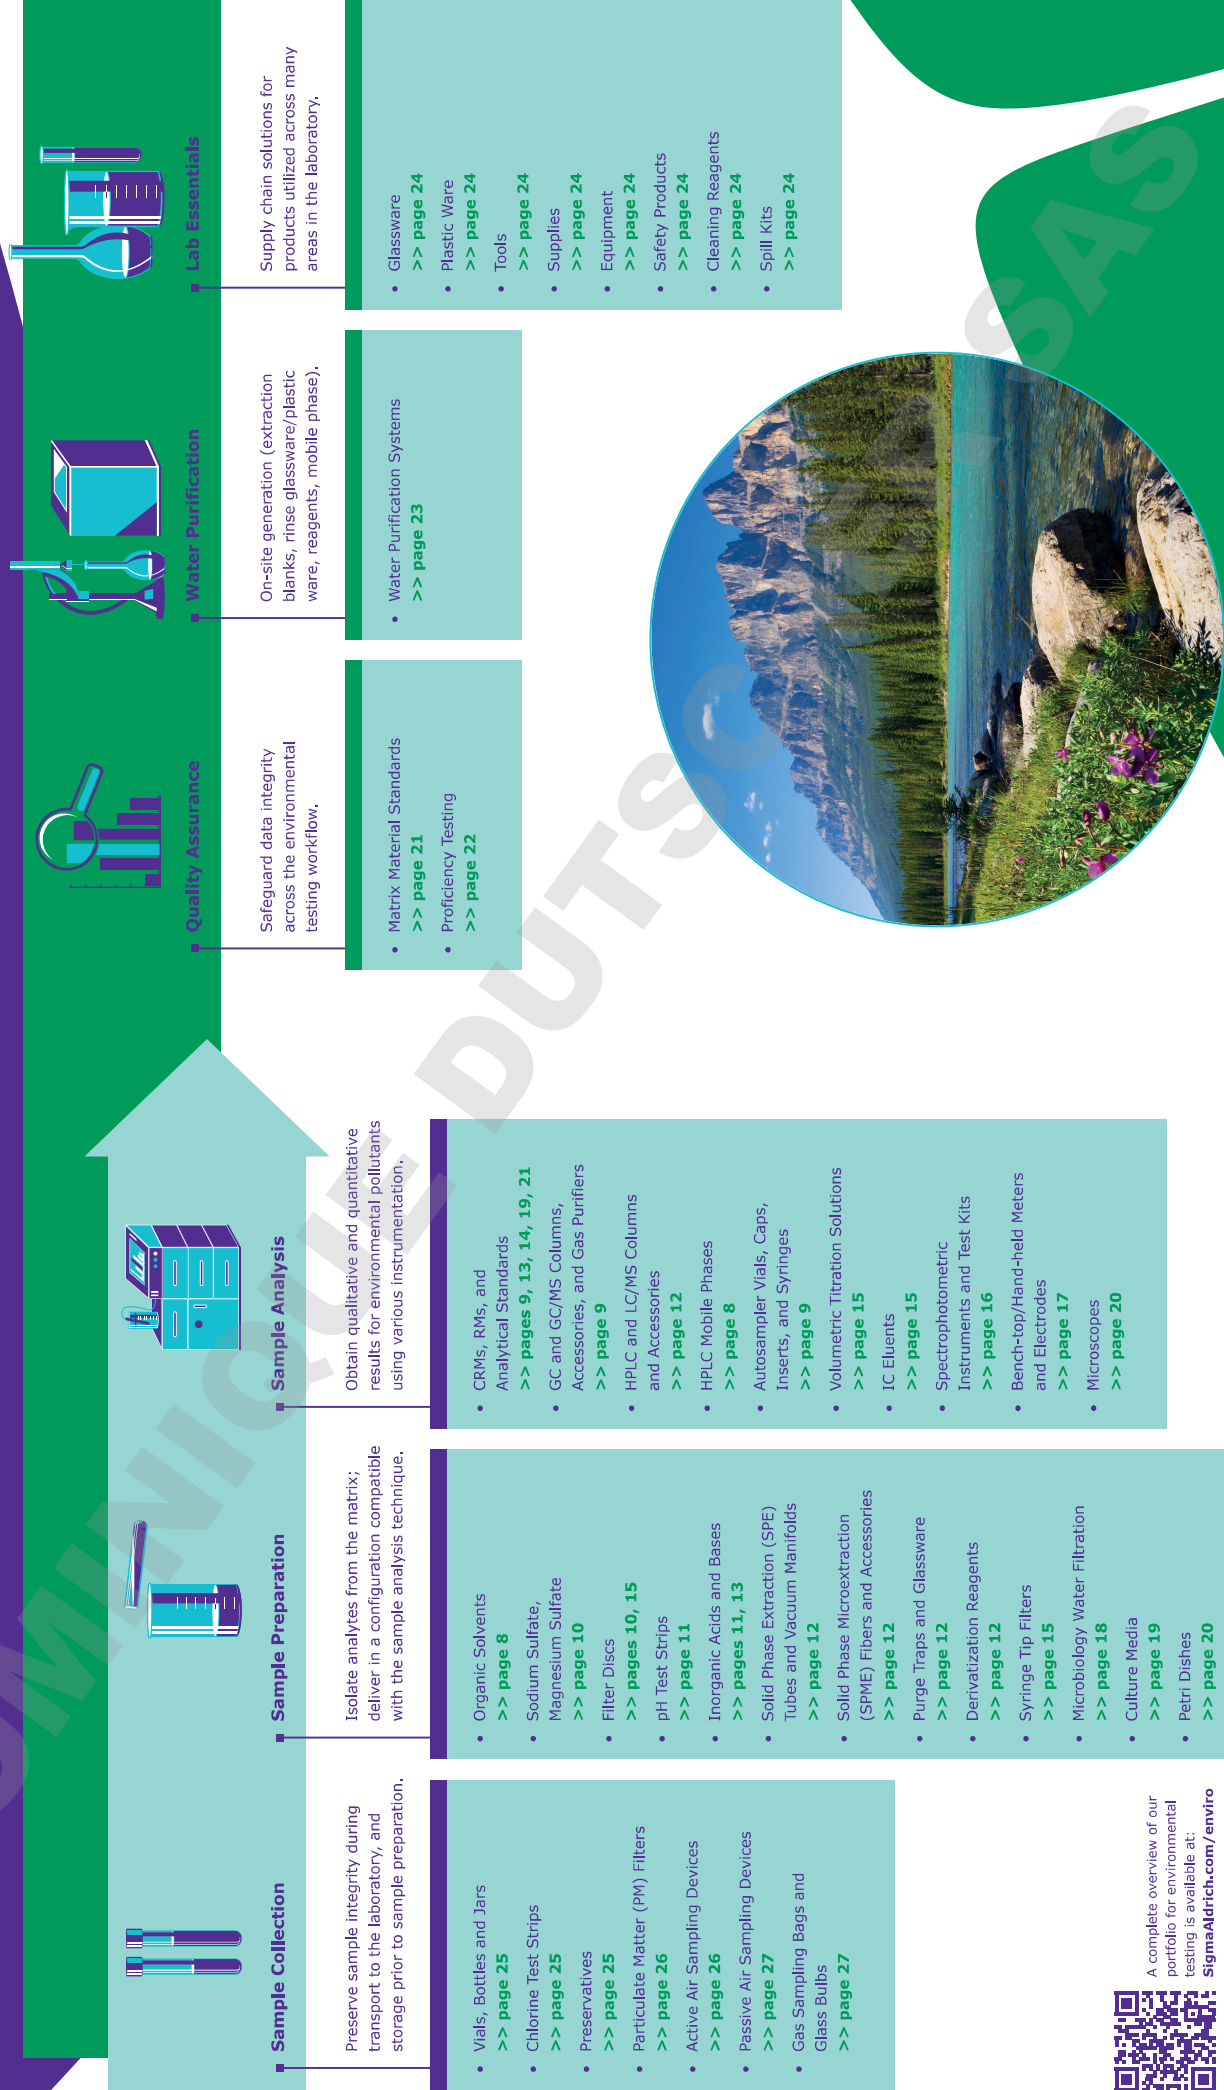 Sample Collection
Preserve sample integrity during
transport to the laboratory, and
storage prior to sample preparation.
• Vials, Bottles and Jars
>> page 25
• Chlorine Test Strips
>> page 25
• Preservatives
>> page 25
• Particulate Matter (PM) Filters
>> page 26
• Active Air Sampling Devices
>> page 26
• Passive Air Sampling Devices
>> page 27
• Gas Sampling Bags and
Glass Bulbs
>> page 27
Sample Preparation
Isolate analytes from the matrix;
deliver in a configuration compatible
with the sample analysis technique.
• Organic Solvents
>> page 8
• Sodium Sulfate,
Magnesium Sulfate
>> page 10
• Filter Discs
>> pages 10, 15
• pH Test Strips
>> page 11
• Inorganic Acids and Bases
>> pages 11, 13
• Solid Phase Extraction (SPE)
Tubes and Vacuum Manifolds
>> page 12
• Solid Phase Microextraction
(SPME) Fibers and Accessories
>> page 12
• Purge Traps and Glassware
>> page 12
• Derivatization Reagents
>> page 12
• Syringe Tip Filters
>> page 15
• Microbiology Water Filtration
>> page 18
• Culture Media
>> page 19
• Petri Dishes
>> page 20
Sample Analysis
Obtain qualitative and quantitative
results for environmental pollutants
using various instrumentation.
• CRMs, RMs, and
Analytical Standards
>> pages 9, 13, 14, 19, 21
• GC and GC/MS Columns,
Accessories, and Gas Purifiers
>> page 9
• HPLC and LC/MS Columns
and Accessories
>> page 12
• HPLC Mobile Phases
>> page 8
• Autosampler Vials, Caps,
Inserts, and Syringes
>> page 9
• Volumetric Titration Solutions
>> page 15
• IC Eluents
>> page 15
• Spectrophotometric
Instruments and Test Kits
>> page 16
• Bench-top/Hand-held Meters
and Electrodes
>> page 17
• Microscopes
>> page 20
Quality Assurance
Safeguard data integrity
across the environmental
testing workflow.
• Matrix Material Standards
>> page 21
• Proficiency Testing
>> page 22
Water Purification
On-site generation (extraction
blanks, rinse glassware/plastic
ware, reagents, mobile phase).
• Water Purification Systems
>> page 23
Lab Essentials
Supply chain solutions for
products utilized across many
areas in the laboratory.
• Glassware
>> page 24
• Plastic Ware
>> page 24
• Tools
>> page 24
• Supplies
>> page 24
• Equipment
>> page 24
• Safety Products
>> page 24
• Cleaning Reagents
>> page 24
• Spill Kits
>> page 24
A complete overview of our
portfolio for environmental
testing is available at:
SigmaAldrich.com/enviro